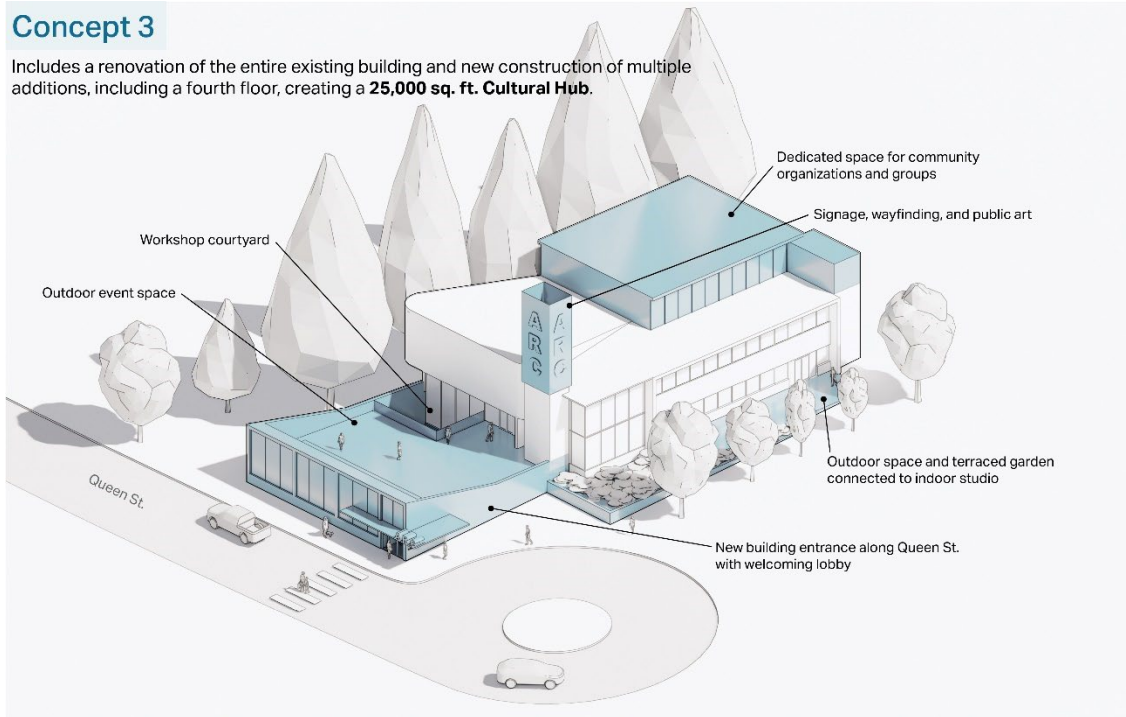 Concept 3
Includes a renovation of the entire existing building and new construction of multiple
additions, including a fourth floor, creating a 25,000 sq. ft. Cultural Hub.
Dedicated space for community
organizations and groups
Signage, wayfinding, and public art
Workshop courtyard
Outdoor event space
ARC
ARC
Outdoor space and terraced garden
connected to indoor studio
Queen St.
New building entrance along Queen St.
with welcoming lobby